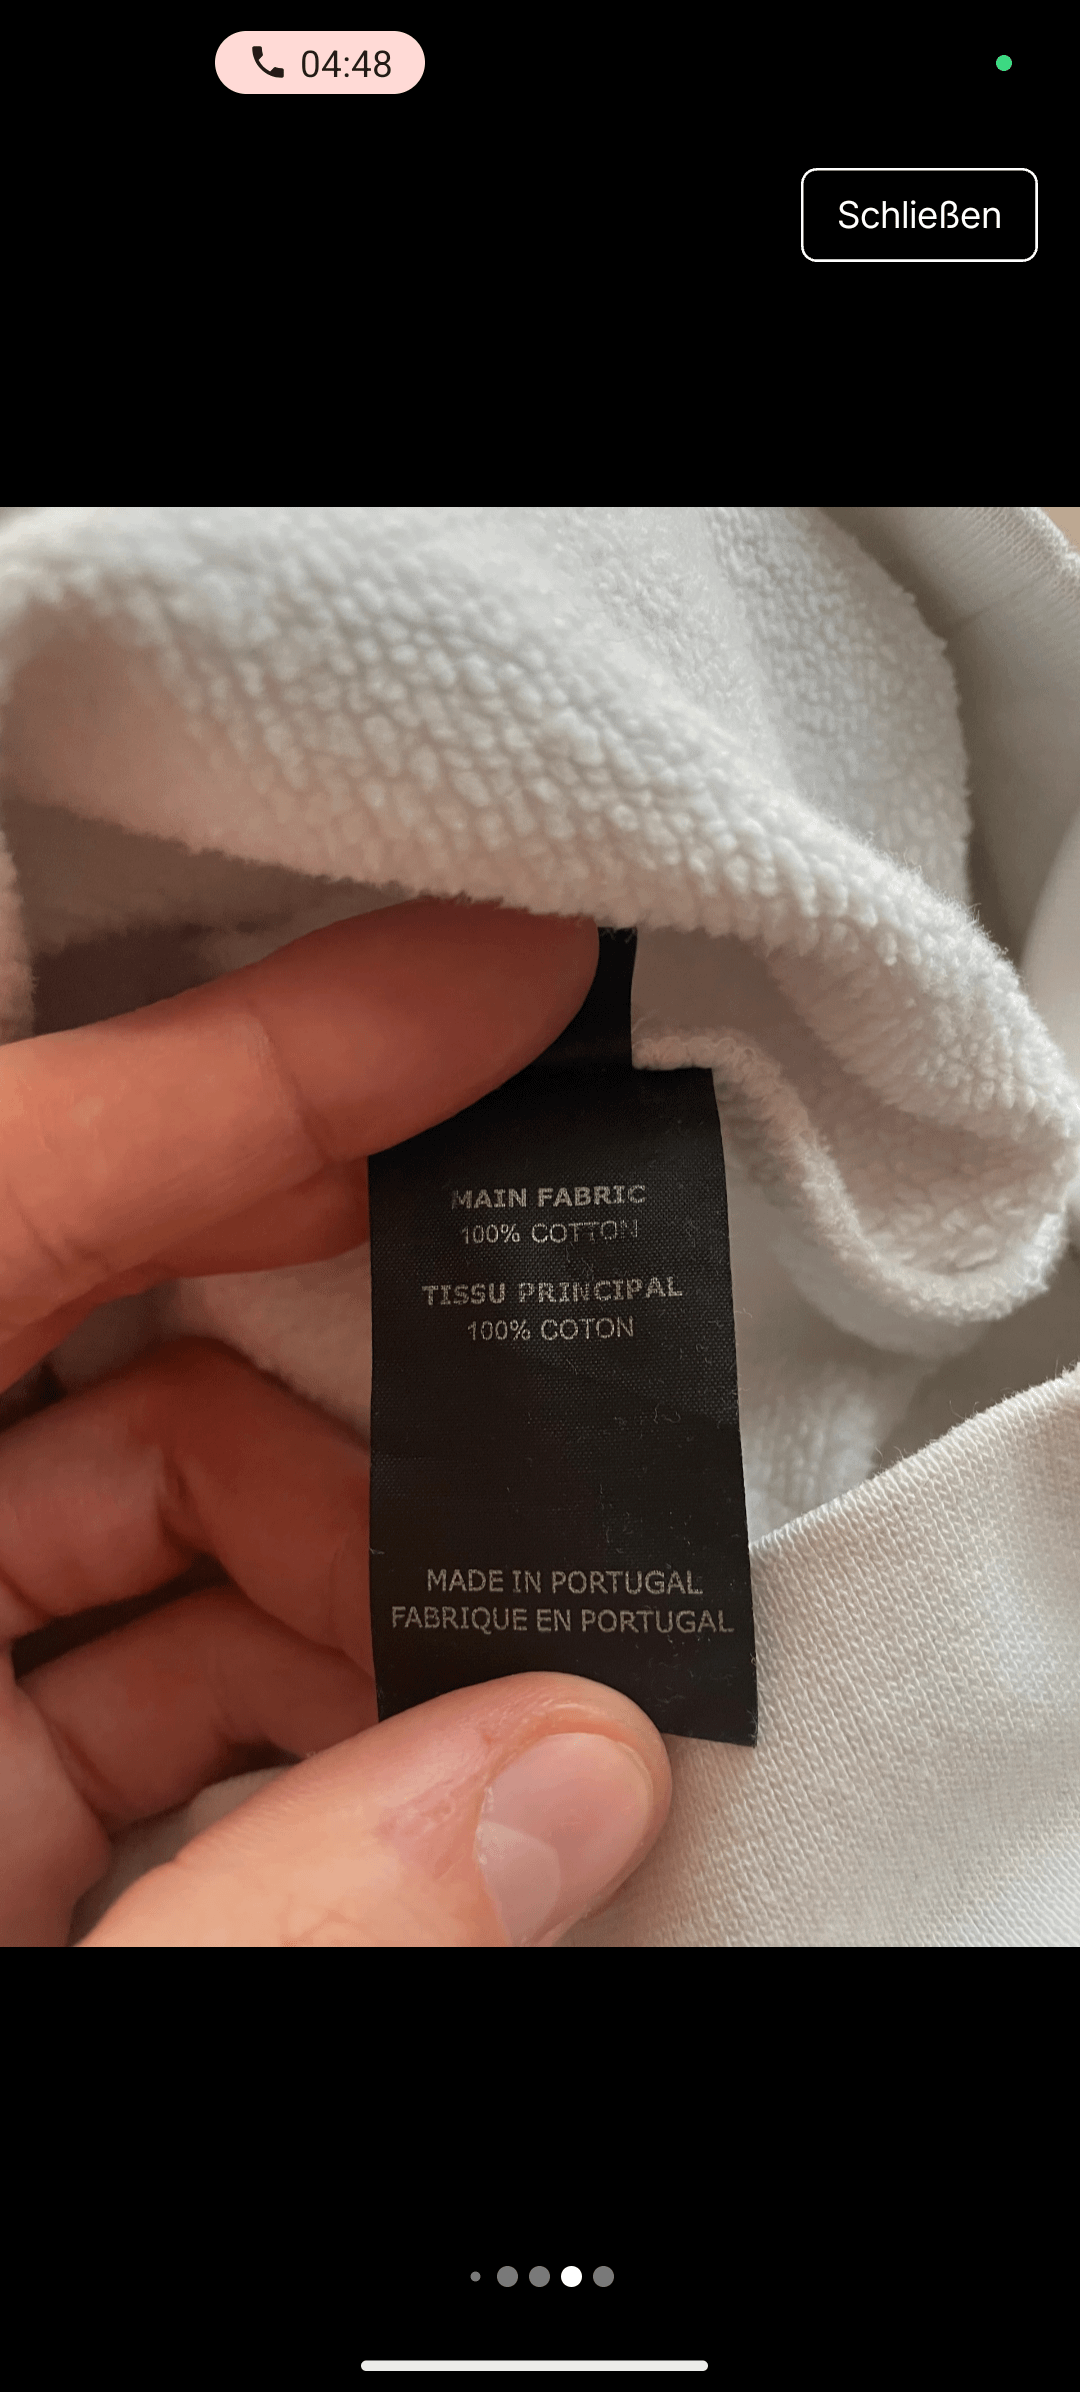 04:48
Schließen
MAIN FABRIC
100% COTTON
TISSU PRINCIPAL
100% COTON
MADE IN PORTUGAL
FABRIQUE EN PORTUGAL